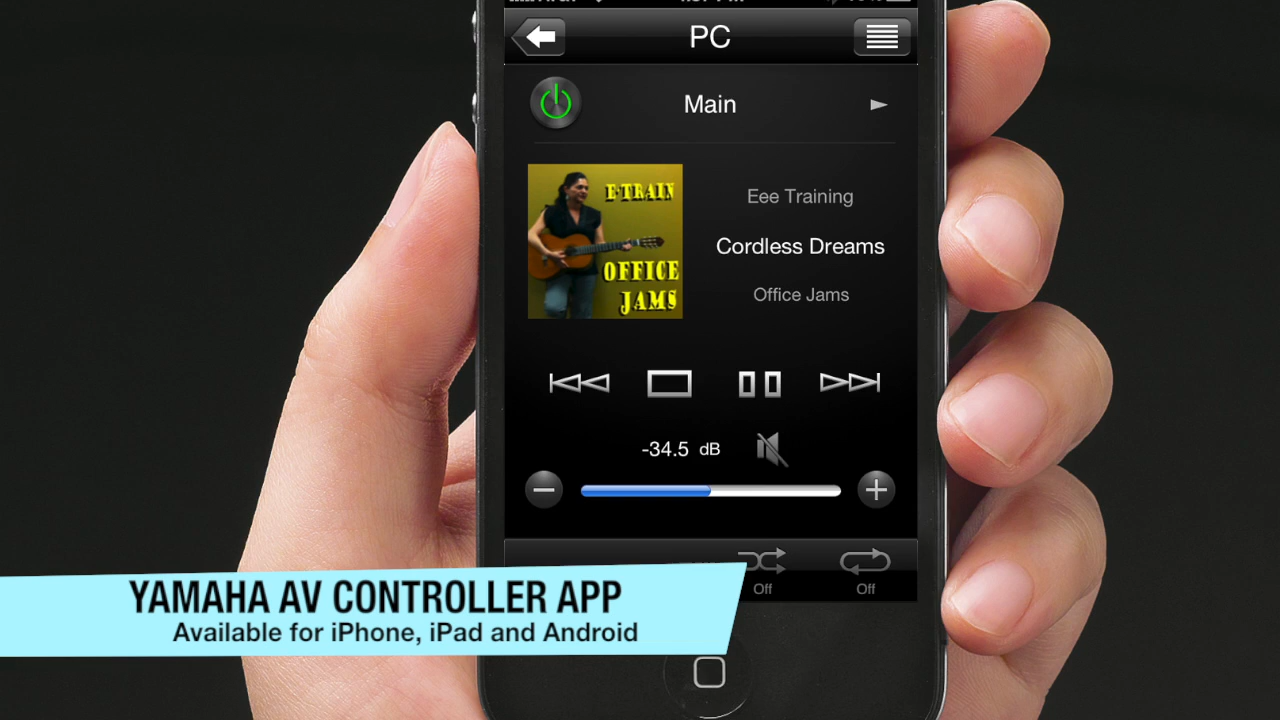 PC
Main
E-TRAIN
OFFICE
JAMS
Eee Training
Cordless Dreams
Office Jams
-34.5 dB
Off
Off
YAMAHA AV CONTROLLER APP
Available for iPhone, iPad and Android